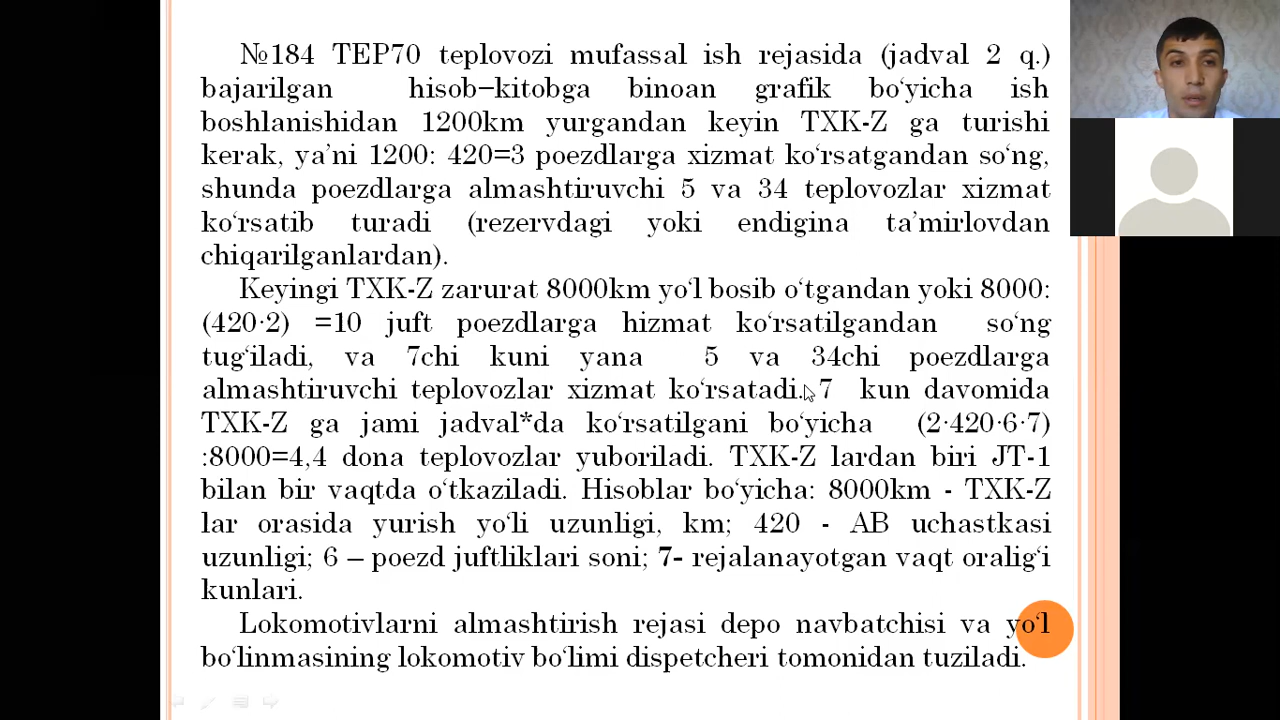 №184 TEP70 teplovozi mufassal ish rejasida (jadval 2 q.)
bajarilgan hisob–kitobga binoan grafik bo‘yicha ish
boshlanishidan 1200km yurgandan keyin TXK-Z ga turishi
kerak, ya’ni 1200: 420=3 poezdlarga xizmat ko‘rsatgandan so‘ng,
shunda poezdlarga almashtiruvchi 5 va 34 teplovozlar xizmat
ko‘rsatib turadi (rezervdagi yoki endigina ta’mirlovdan
chiqarilganlardan).
Keyingi TXK-Z zarurat 8000km yo‘l bosib o‘tgandan yoki 8000:
(420·2) =10 juft poezdlarga hizmat ko‘rsatilgandan so‘ng
tug‘iladi, va 7chi kuni yana 5 va 34chi poezdlarga
almashtiruvchi teplovozlar xizmat ko‘rsatadi. 7 kun davomida
TXK-Z ga jami jadval*da ko‘rsatilgani bo‘yicha (2·420·6·7)
:8000=4,4 dona teplovozlar yuboriladi. TXK-Z lardan biri JT-1
bilan bir vaqtda o‘tkaziladi. Hisoblar bo‘yicha: 8000km - TXK-Z
lar orasida yurish yo‘li uzunligi, km; 420 - AB uchastkasi
uzunligi; 6 – poezd juftliklari soni; 7- rejalanayotgan vaqt oralig‘i
kunlari.
Lokomotivlarni almashtirish rejasi depo navbatchisi va yo‘l
bo‘linmasining lokomotiv bo‘limi dispetcheri tomonidan tuziladi.